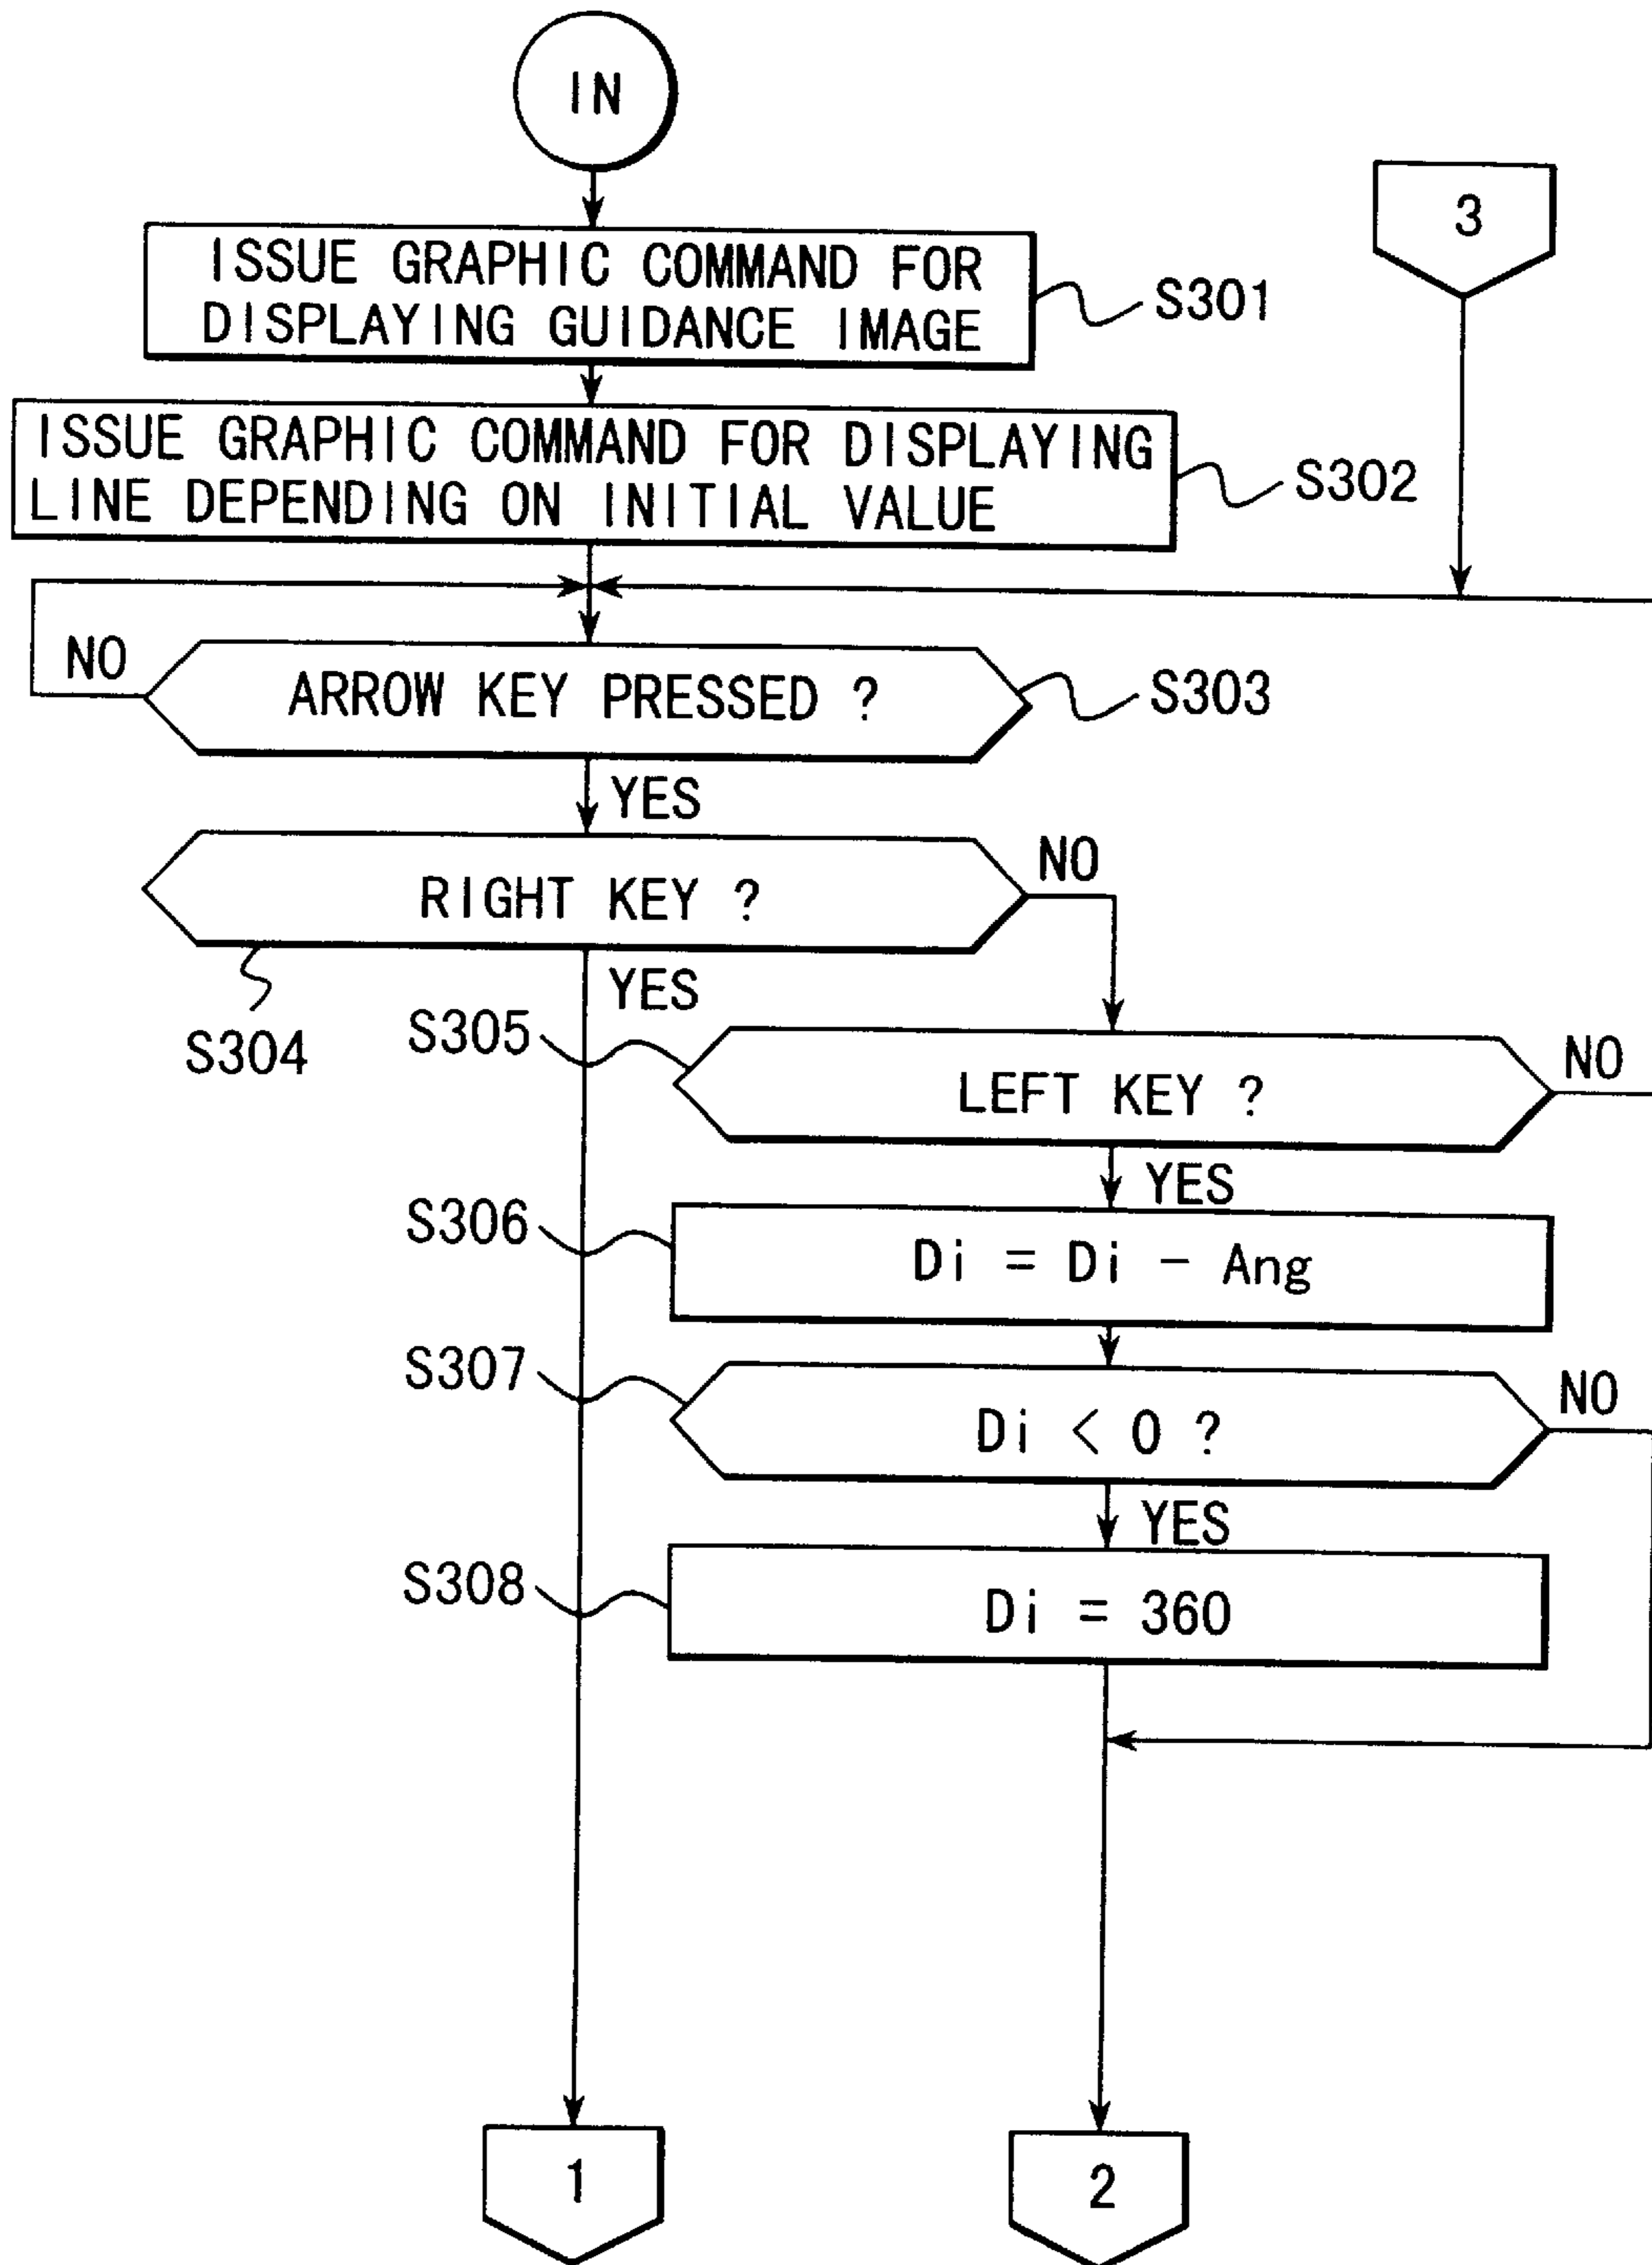 IN
3
ISSUE GRAPHIC COMMAND FOR
DISPLAYING GUIDANCE IMAGE
S301
ISSUE GRAPHIC COMMAND FOR DISPLAYING
LINE DEPENDING ON INITIAL VALUE
S302
NO
ARROW KEY PRESSED ?
S303
YES
RIGHT KEY ?
NO
S304
YES
S305
LEFT KEY ?
NO
YES
S306
Di = Di - Ang
S307
Di < 0 ?
NO
YES
S308
Di = 360
1
2